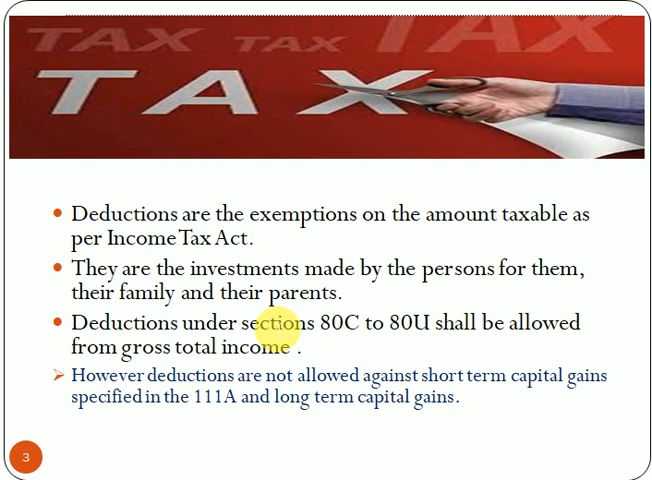 TAX TAX TAX
TAX
Deductions are the exemptions on the amount taxable as
per Income Tax Act.
They are the investments made by the persons for them,
their family and their parents.
Deductions under sections 80C to 80U shall be allowed
from gross total income .
However deductions are not allowed against short term capital gains
specified in the 111A and long term capital gains.
3